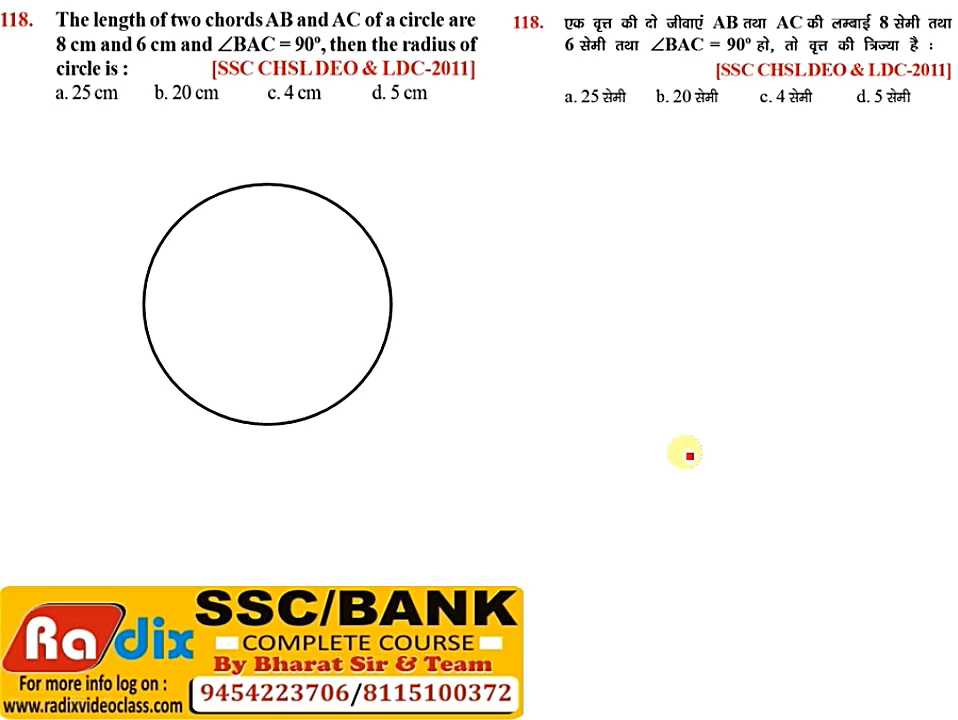 118. The length of two chords AB and AC of a circle are
8 cm and 6 cm and ∠BAC = 90º, then the radius of
circle is : [SSC CHSL DEO & LDC-2011]
a. 25 cm b. 20 cm c. 4 cm d. 5 cm
118. एक वृत्त की दो जीवाएं AB तथा AC की लम्बाई 8 सेमी तथा
6 सेमी तथा ∠BAC = 90º हो, तो वृत्त की त्रिज्या है :
[SSC CHSL DEO & LDC-2011]
a. 25 सेमी b. 20 सेमी c. 4 सेमी d. 5 सेमी
Radix
SSC/BANK
COMPLETE COURSE
By Bharat Sir & Team
For more info log on :
www.radixvideoclass.com
9454223706/8115100372